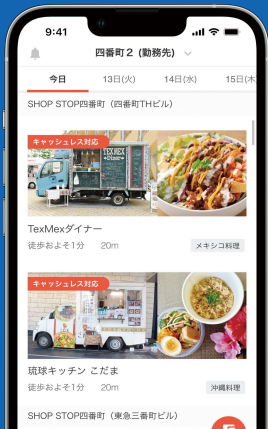 9:41
四番町2 (勤務先)
今日 13日(火) 14日(水) 15日(木
SHOP STOP四番町（四番町THビル）
キャッシュレス対応
TEXMEX
Diner
TexMexダイナー
徒歩およそ1分 20m メキシコ料理
キャッシュレス対応
琉球キッチン こだま
徒歩およそ1分 20m 沖縄料理
SHOP STOP四番町（東急三番町ビル）